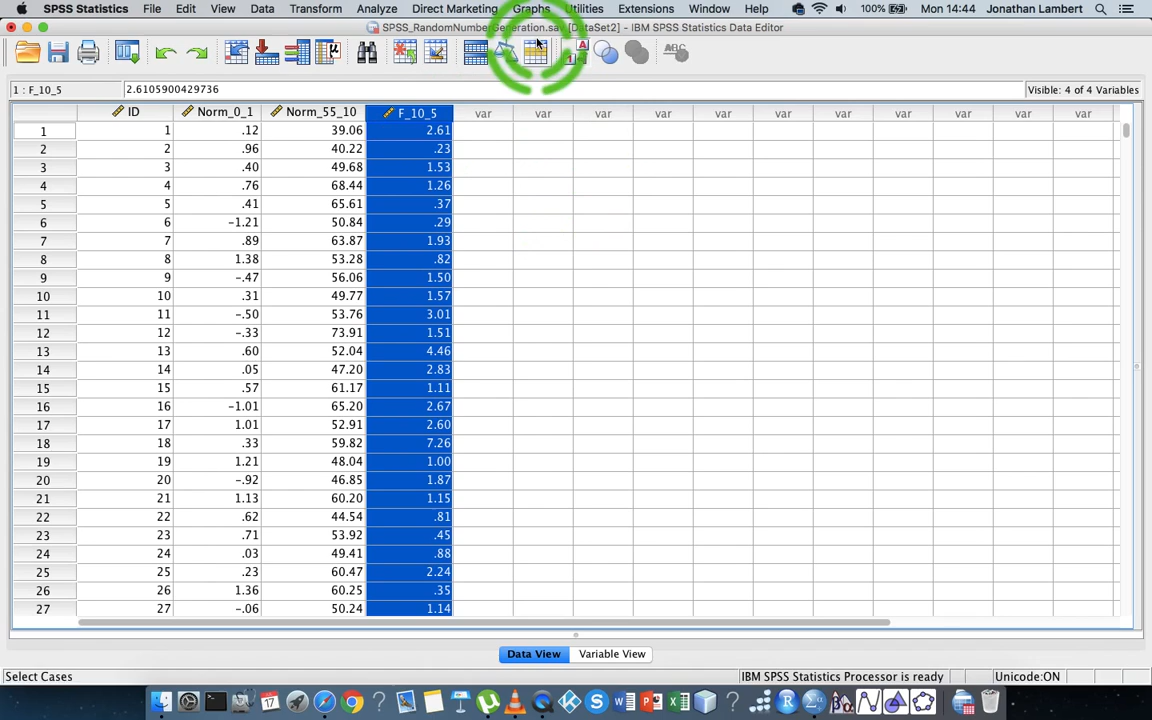 SPSS Statistics File Edit View Data Transform Analyze Direct Marketing Graphs Utilities Extensions Window Help 100% Mon 14:44 Jonathan Lambert
SPSS_RandomNumberGeneration.sav [DataSet2] - IBM SPSS Statistics Data Editor
1 : F_10_5 2.6105900429736 Visible: 4 of 4 Variables
ID Norm_0_1 Norm_55_10 F_10_5 var var var var var var var var var var var
1 1 .12 39.06 2.61
2 2 .96 40.22 .23
3 3 .40 49.68 1.53
4 4 .76 68.44 1.26
5 5 .41 65.61 .37
6 6 -1.21 50.84 .29
7 7 .89 63.87 1.93
8 8 1.38 53.28 .82
9 9 -.47 56.06 1.50
10 10 .31 49.77 1.57
11 11 -.50 53.76 3.01
12 12 -.33 73.91 1.51
13 13 .60 52.04 4.46
14 14 .05 47.20 2.83
15 15 .57 61.17 1.11
16 16 -1.01 65.20 2.67
17 17 1.01 52.91 2.60
18 18 .33 59.82 7.26
19 19 1.21 48.04 1.00
20 20 -.92 46.85 1.87
21 21 1.13 60.20 1.15
22 22 .62 44.54 .81
23 23 .71 53.92 .45
24 24 .03 49.41 .88
25 25 .23 60.47 2.24
26 26 1.36 60.25 .35
27 27 -.06 50.24 1.14
Data View Variable View
Select Cases IBM SPSS Statistics Processor is ready Unicode:ON